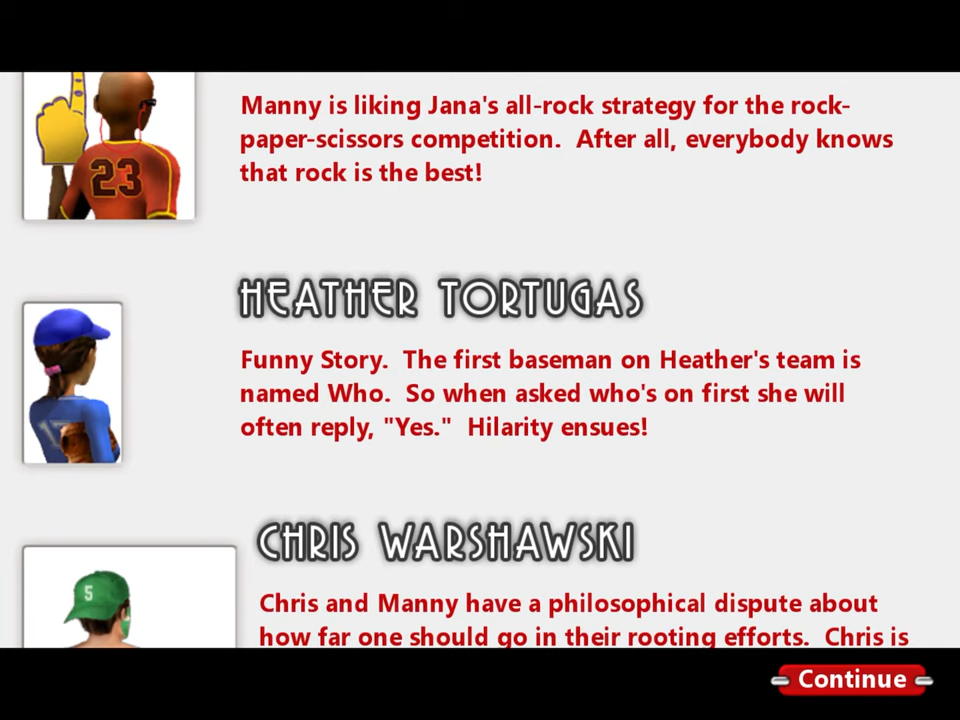 23
Manny is liking Jana's all-rock strategy for the rock-
paper-scissors competition.  After all, everybody knows
that rock is the best!
HEATHER TORTUGAS
Funny Story.  The first baseman on Heather's team is
named Who.  So when asked who's on first she will
often reply, "Yes."  Hilarity ensues!
CHRIS WARSHAWSKI
5
Chris and Manny have a philosophical dispute about
how far one should go in their rooting efforts.  Chris is
Continue